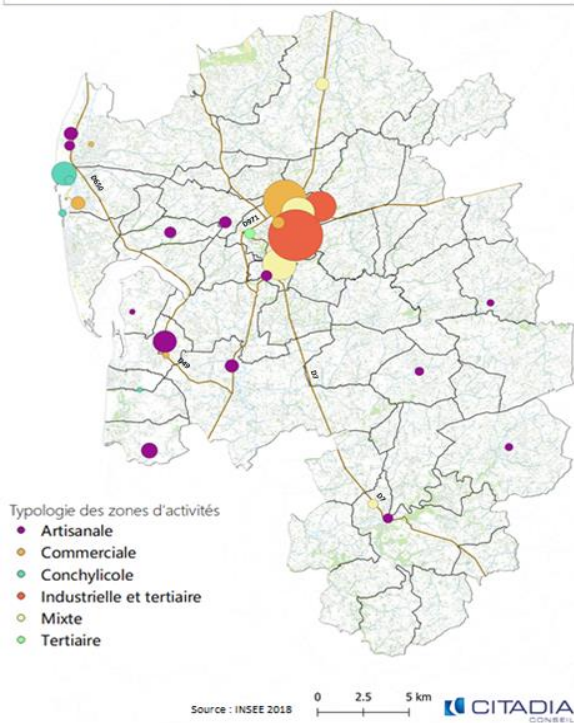 D650
D971
D49
D7
D7
Typologie des zones d'activités
Artisanale
Commerciale
Conchylicole
Industrielle et tertiaire
Mixte
Tertiaire
Source : INSEE 2018
0 2.5 5 km
CITADIA
CONSEIL